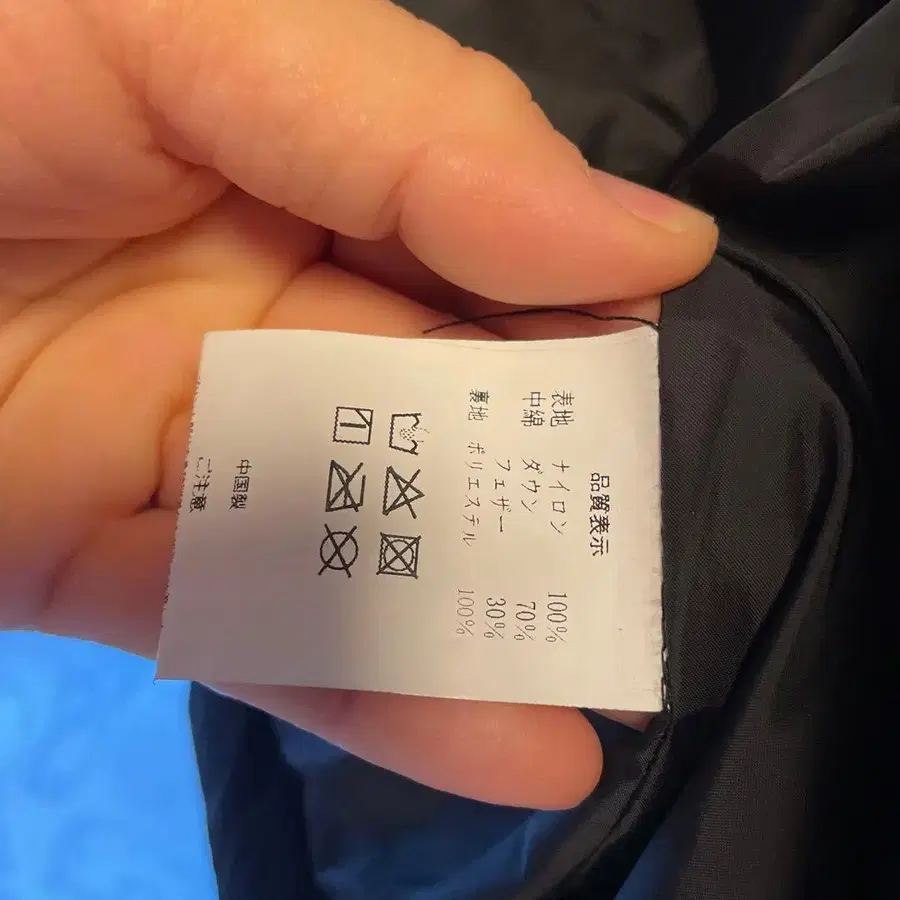 品質表示
表地 ナイロン 100%
中綿 ダウン 70%
フェザー 30%
裏地 ポリエステル 100%
中国製
ご注意